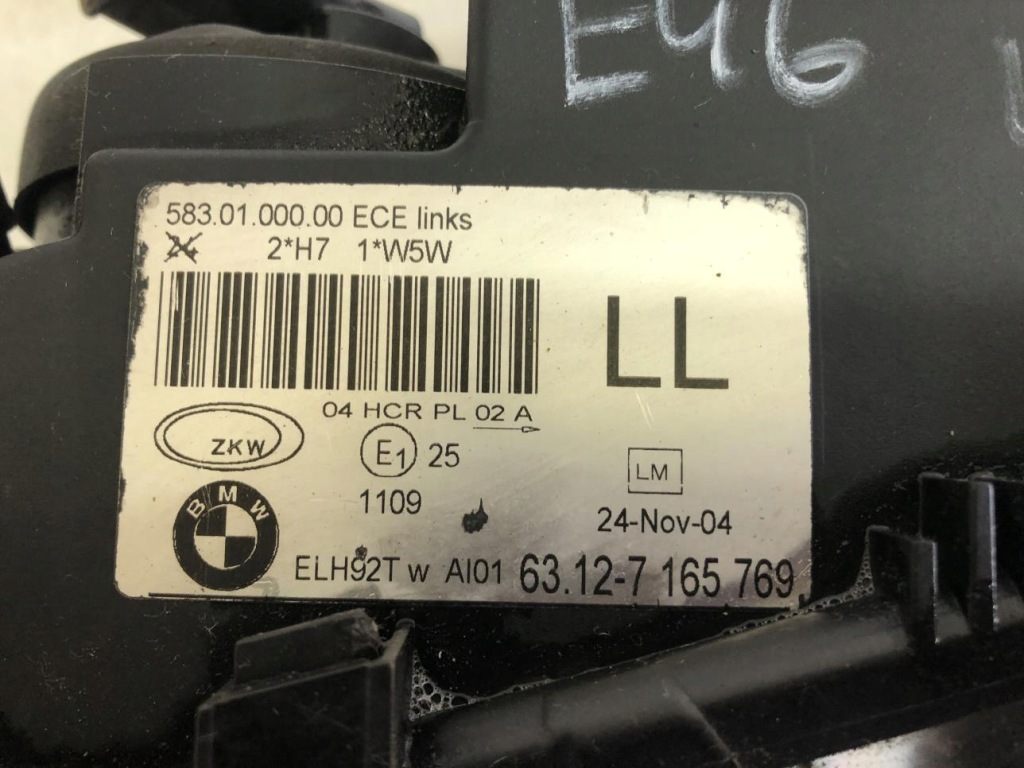 E46
583.01.000.00 ECE links
24 2*H7 1*W5W
LL
04 HCR PL 02 A
ZKW
E1 25
LM
1109
24-Nov-04
BMW
ELH92T w AI01 63.12-7 165 769